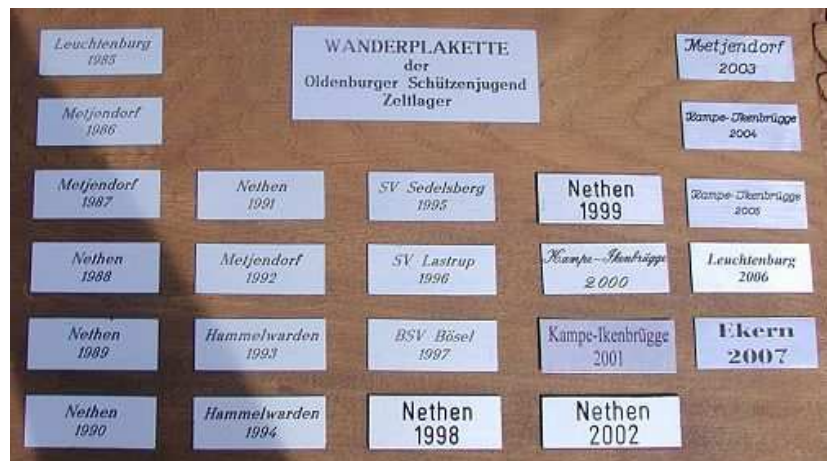 WANDERPLAKETTE
der
Oldenburger Schützenjugend
Zeltlager
Leuchtenburg
1985
Metjendorf
1986
Metjendorf
1987
Nethen
1988
Nethen
1989
Nethen
1990
Nethen
1991
Metjendorf
1992
Hammelwarden
1993
Hammelwarden
1994
SV Sedelsberg
1995
SV Lastrup
1996
BSV Bösel
1997
Nethen
1998
Nethen
1999
Kampe-Ikenbrügge
2000
Kampe-Ikenbrügge
2001
Nethen
2002
Metjendorf
2003
Kampe-Ikenbrügge
2004
Kampe-Ikenbrügge
2005
Leuchtenburg
2006
Ekern
2007